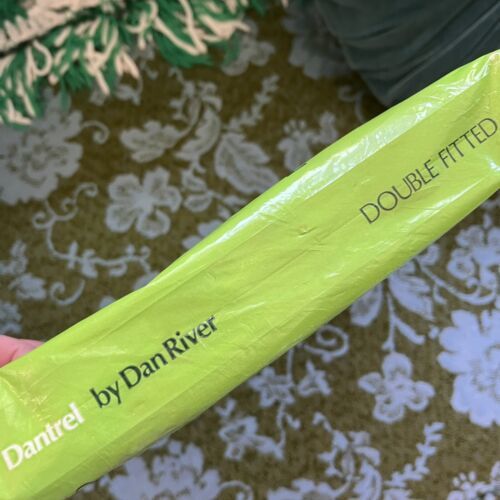 Dantrel by Dan River
DOUBLE FITTED